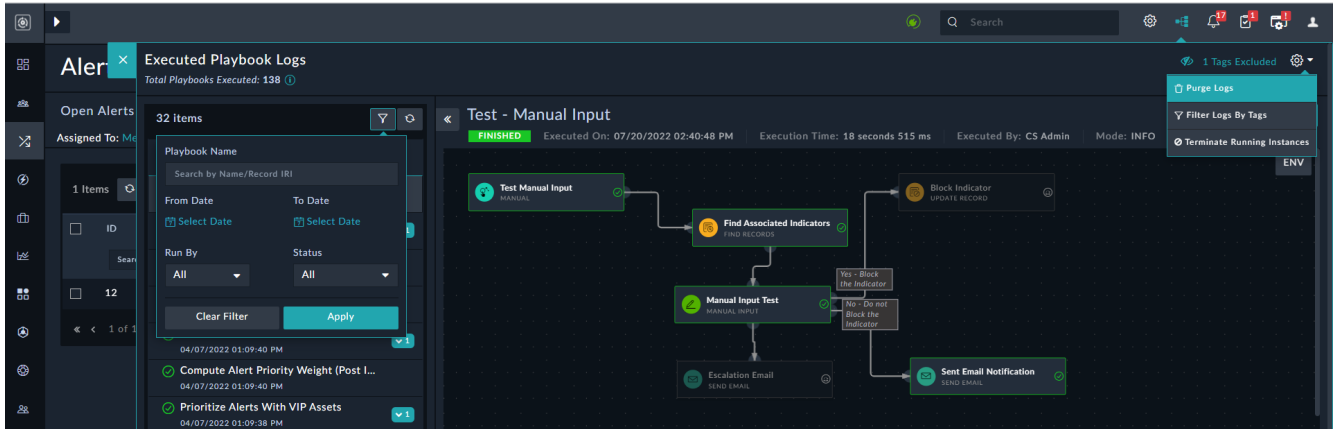 Search
17
1
!
Aler
Executed Playbook Logs
Total Playbooks Executed: 138
1 Tags Excluded
Purge Logs
Filter Logs By Tags
Terminate Running Instances
ENV
Open Alerts
Assigned To: Me
1 Items
ID
Sear
12
1 of 1
32 items
Playbook Name
Search by Name/Record IRI
From Date
To Date
Select Date
Select Date
Run By
Status
All
All
Clear Filter
Apply
1
1
04/07/2022 01:09:40 PM
Compute Alert Priority Weight (Post I...
04/07/2022 01:09:40 PM
Prioritize Alerts With VIP Assets
1
04/07/2022 01:09:38 PM
Test - Manual Input
FINISHED Executed On: 07/20/2022 02:40:48 PM Execution Time: 18 seconds 515 ms Executed By: CS Admin Mode: INFO
Test Manual Input
MANUAL
Block Indicator
UPDATE RECORD
Find Associated Indicators
FIND RECORDS
Yes - Block
the Indicator
Manual Input Test
MANUAL INPUT
No - Do not
Block the
Indicator
Escalation Email
SEND EMAIL
Sent Email Notification
SEND EMAIL